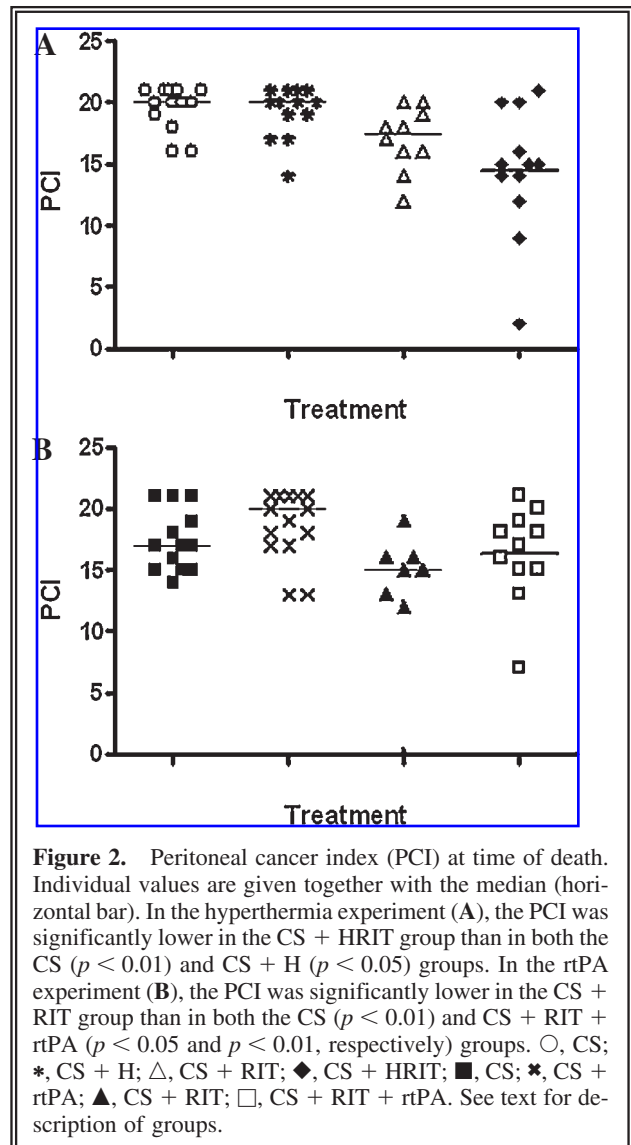 A
25
20
15
10
5
0
PCI
Treatment
B
25
20
15
10
5
0
PCI
Treatment
Figure 2. Peritoneal cancer index (PCI) at time of death.
Individual values are given together with the median (hori-
zontal bar). In the hyperthermia experiment (A), the PCI was
significantly lower in the CS + HRIT group than in both the
CS (p < 0.01) and CS + H (p < 0.05) groups. In the rtPA
experiment (B), the PCI was significantly lower in the CS +
RIT group than in both the CS (p < 0.01) and CS + RIT +
rtPA (p < 0.05 and p < 0.01, respectively) groups. ○, CS;
*, CS + H; △, CS + RIT; ◆, CS + HRIT; ■, CS; ✖, CS +
rtPA; ▲, CS + RIT; □, CS + RIT + rtPA. See text for de-
scription of groups.